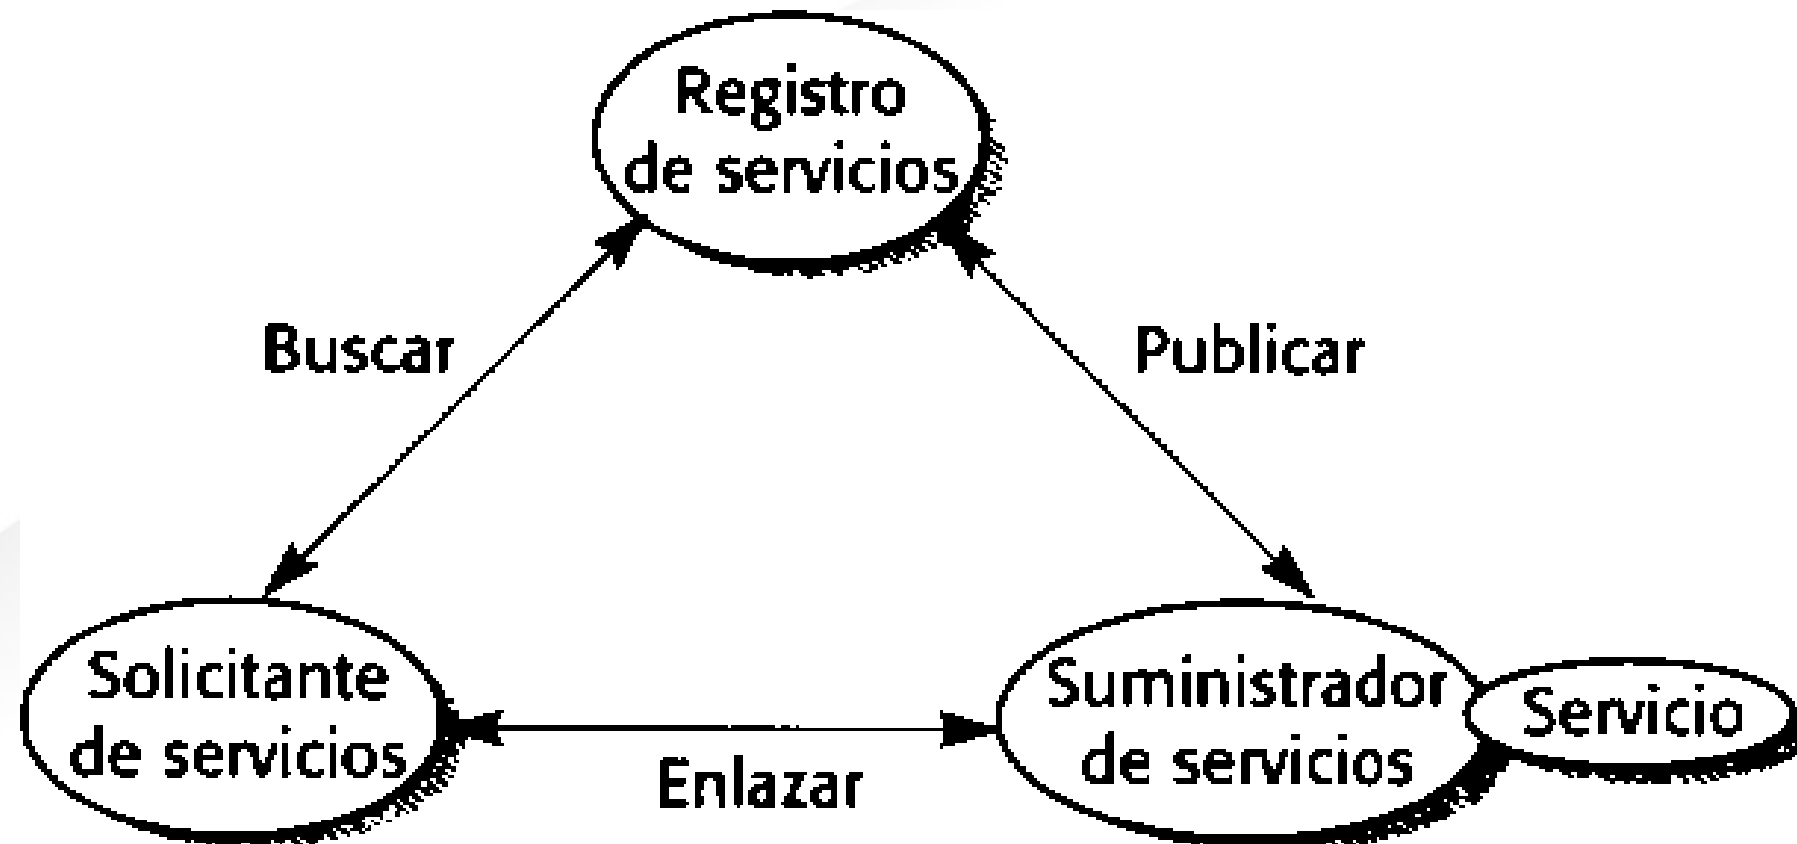 Registro
de servicios
Buscar
Publicar
Solicitante
de servicios
Enlazar
Suministrador
de servicios
Servicio